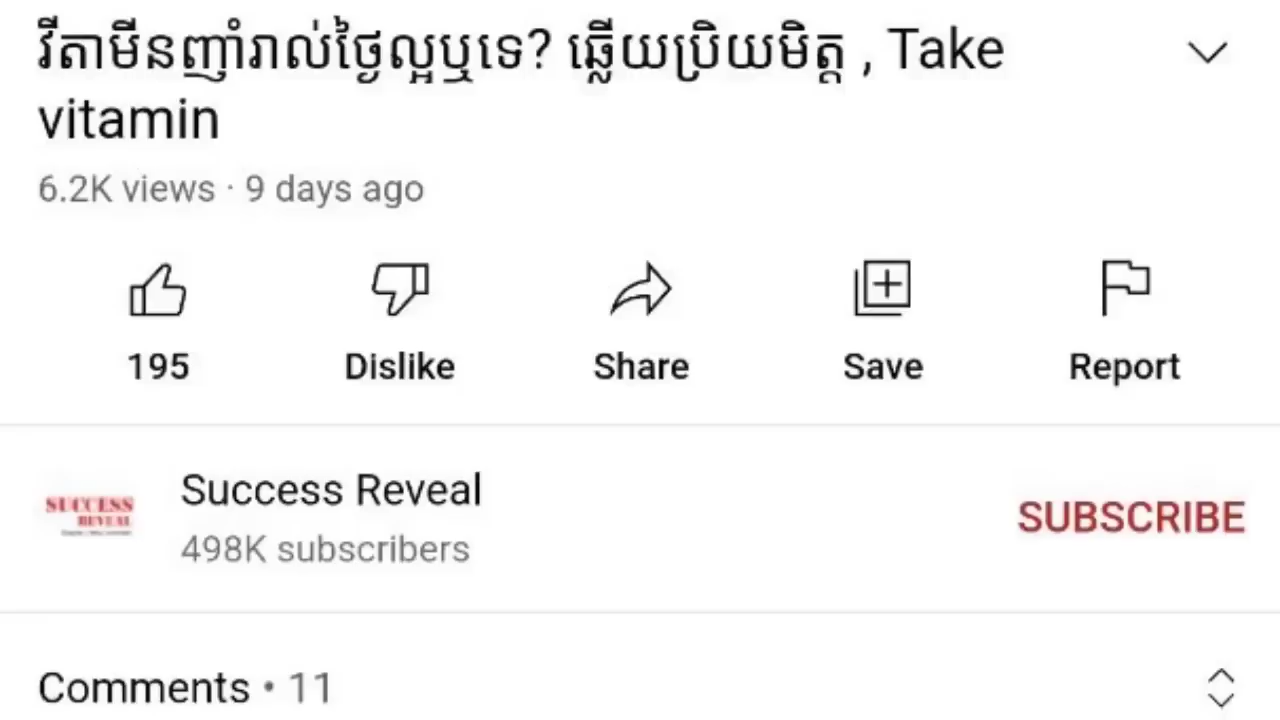 វីតាមីនញ៉ាំរាល់ថ្ងៃល្អឬទេ? ឆ្លើយប្រិយមិត្ត , Take
vitamin
6.2K views · 9 days ago
195
Dislike
Share
Save
Report
SUCCESS
REVEAL
Success Reveal
498K subscribers
SUBSCRIBE
Comments • 11